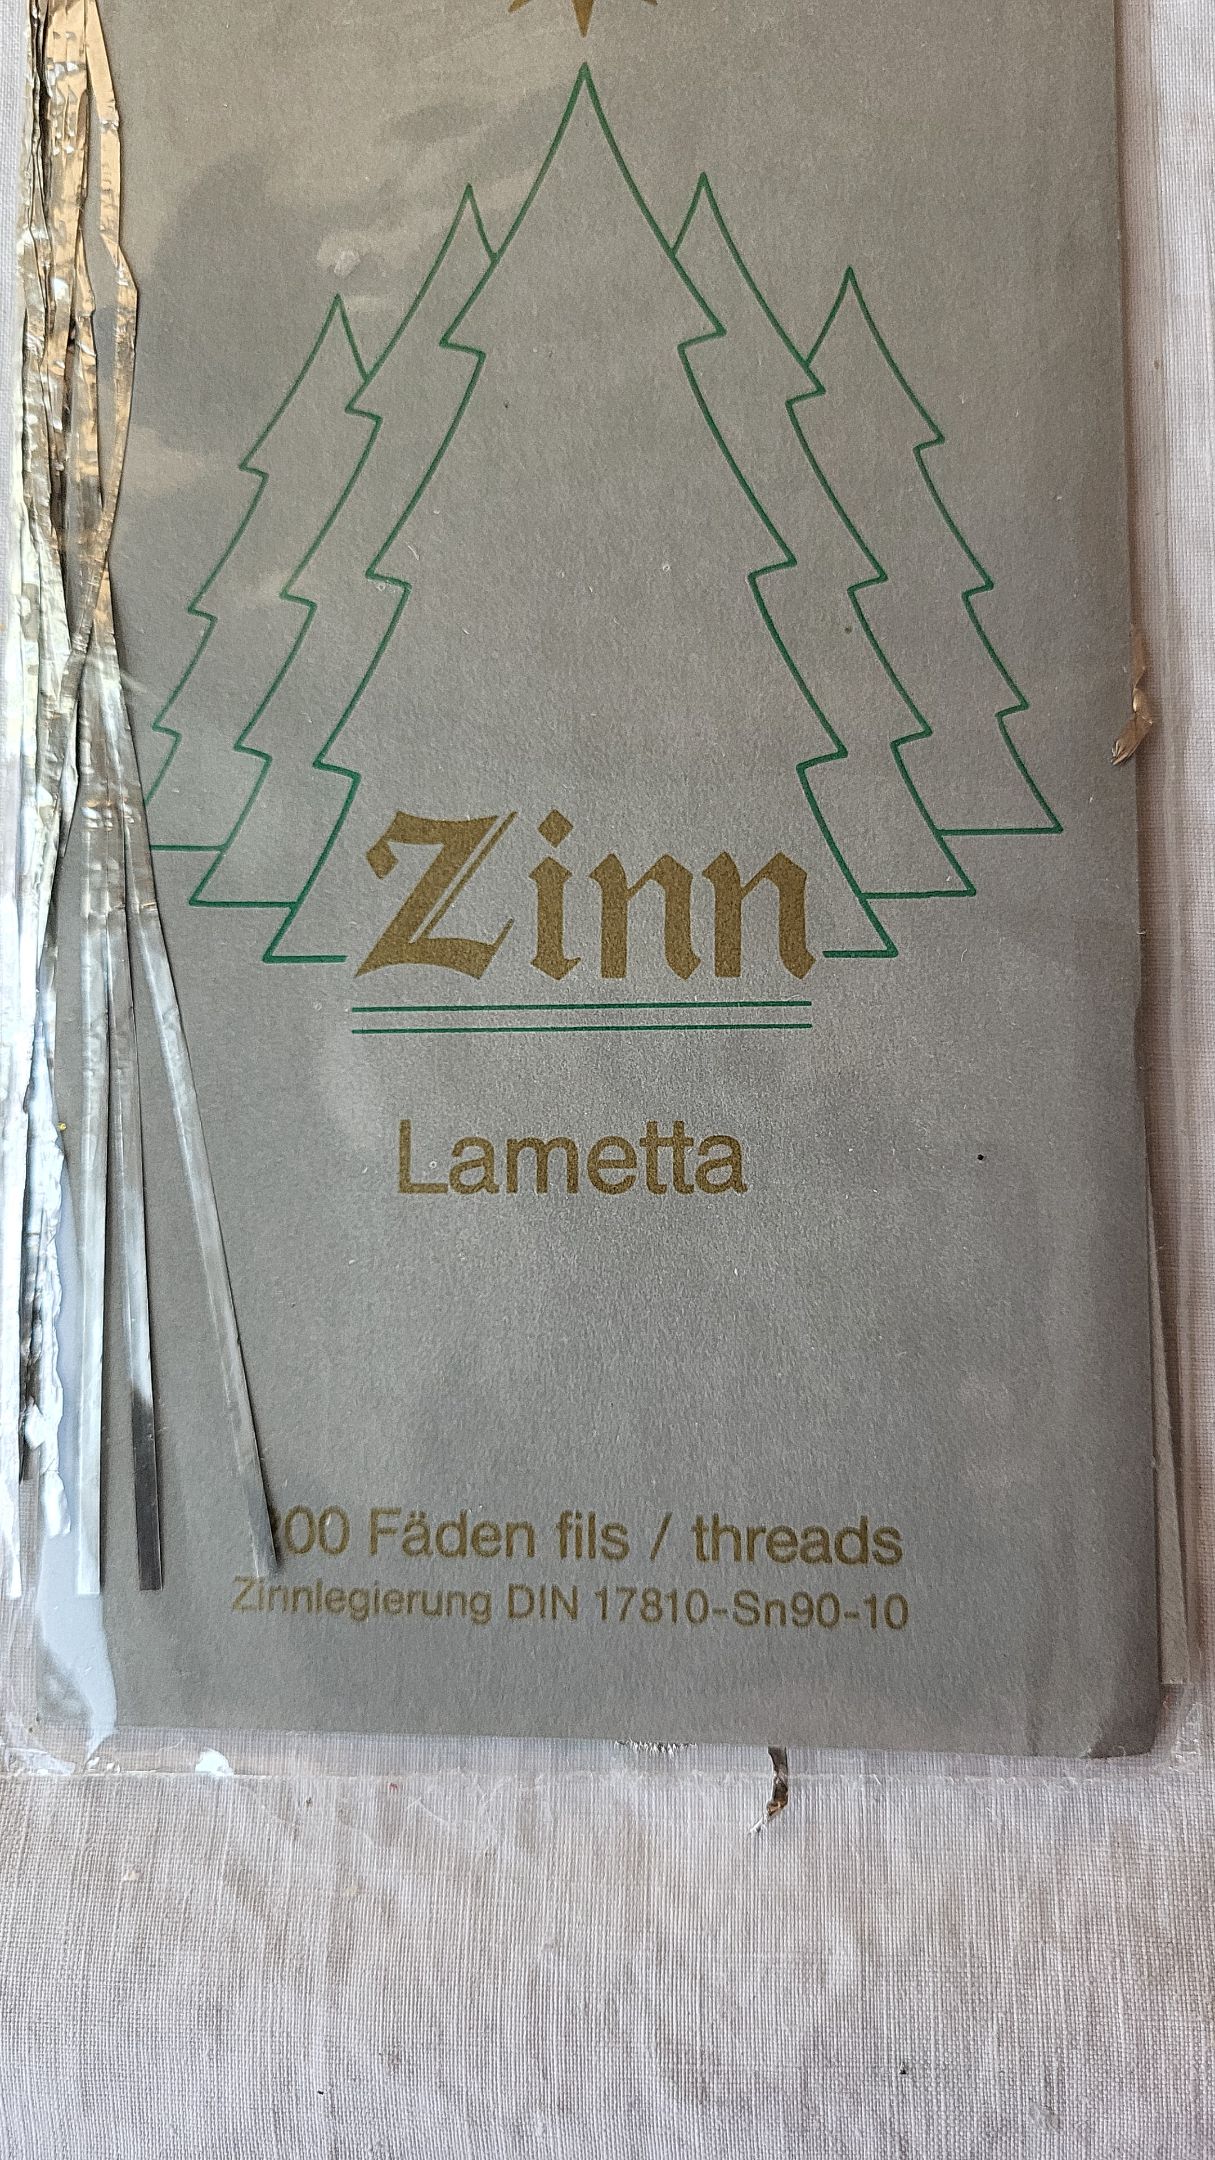 Zinn
Lametta
00 Fäden fils / threads
Zinnlegierung DIN 17810-Sn90-10